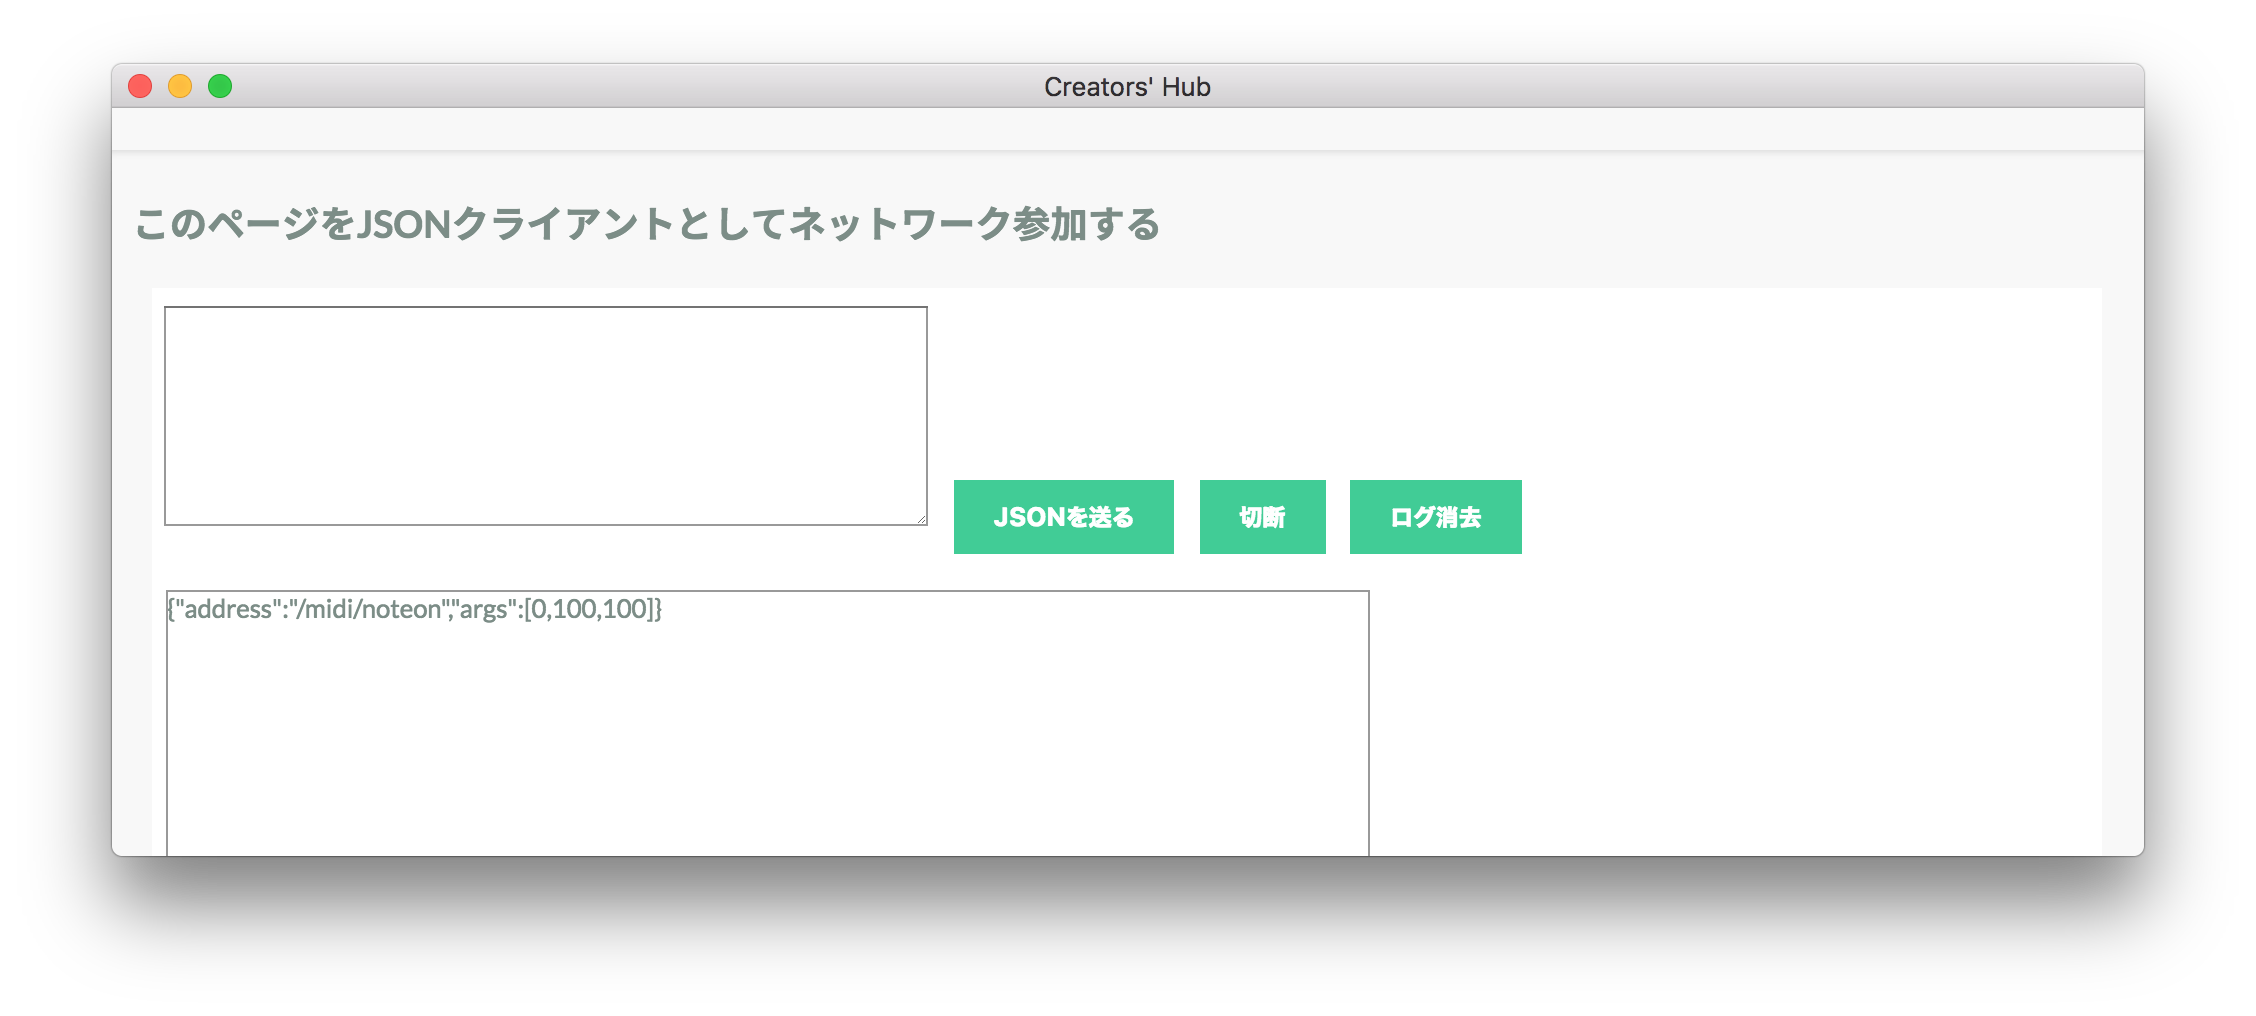 Creators' Hub
このページをJSONクライアントとしてネットワーク参加する
JSONを送る 切断 ログ消去
{"address":"/midi/noteon","args":[0,100,100]}